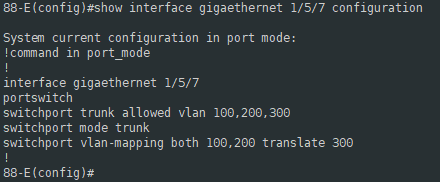 88-E(config)#show interface gigaethernet 1/5/7 configuration
System current configuration in port mode:
!command in port_mode
!
interface gigaethernet 1/5/7
portswitch
switchport trunk allowed vlan 100,200,300
switchport mode trunk
switchport vlan-mapping both 100,200 translate 300
!
88-E(config)#